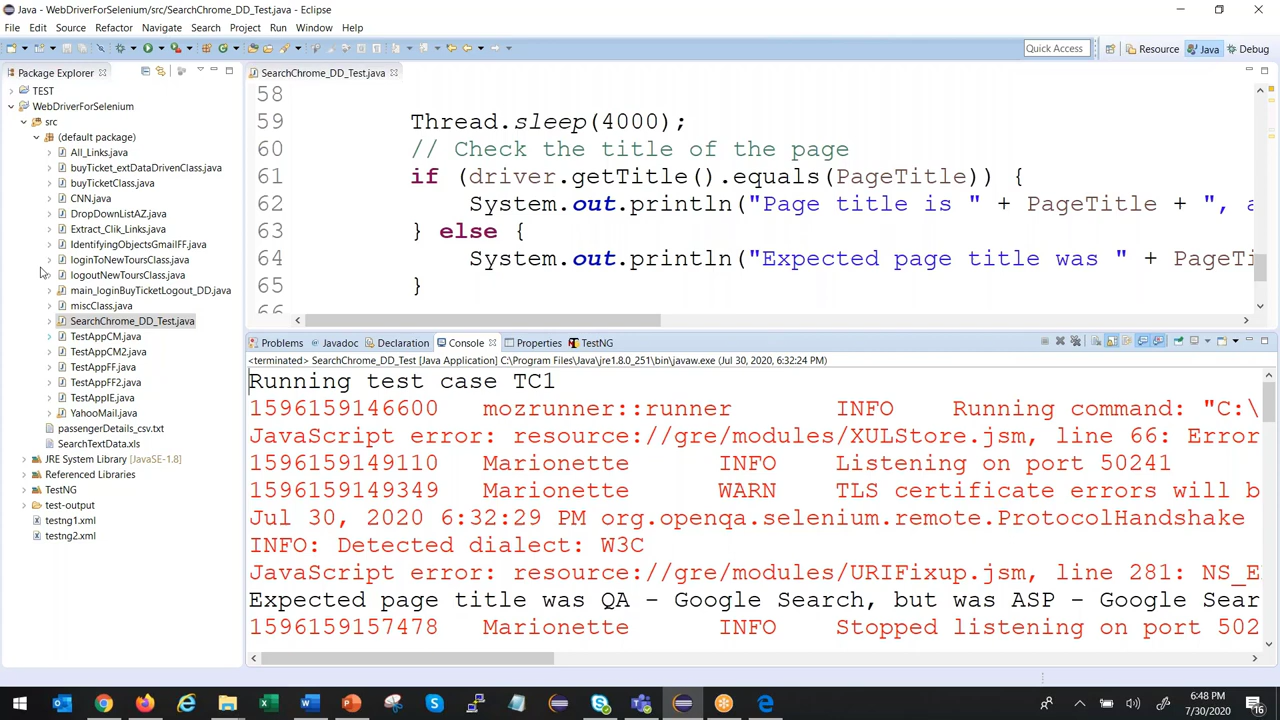 Java - WebDriverForSelenium/src/SearchChrome_DD_Test.java - Eclipse
File Edit Source Refactor Navigate Search Project Run Window Help
Quick Access
Resource
Java
Debug
Package Explorer
TEST
WebDriverForSelenium
src
(default package)
All_Links.java
buyTicket_extDataDrivenClass.java
buyTicketClass.java
CNN.java
DropDownListAZ.java
Extract_Clik_Links.java
IdentifyingObjectsGmailFF.java
loginToNewToursClass.java
logoutNewToursClass.java
main_loginBuyTicketLogout_DD.java
miscClass.java
SearchChrome_DD_Test.java
TestAppCM.java
TestAppCM2.java
TestAppFF.java
TestAppFF2.java
TestAppIE.java
YahooMail.java
passengerDetails_csv.txt
SearchTextData.xls
JRE System Library [JavaSE-1.8]
Referenced Libraries
TestNG
test-output
testng1.xml
testng2.xml
SearchChrome_DD_Test.java
58
59 Thread.sleep(4000);
60 // Check the title of the page
61 if (driver.getTitle().equals(PageTitle)) {
62 System.out.println("Page title is " + PageTitle + ", a
63 } else {
64 System.out.println("Expected page title was " + PageTi
65 }
66
Problems Javadoc Declaration Console Properties TestNG
<terminated> SearchChrome_DD_Test [Java Application] C:\Program Files\Java\jre1.8.0_251\bin\javaw.exe (Jul 30, 2020, 6:32:24 PM)
Running test case TC1
1596159146600 mozrunner::runner INFO Running command: "C:\
JavaScript error: resource://gre/modules/XULStore.jsm, line 66: Error
1596159149110 Marionette INFO Listening on port 50241
1596159149349 Marionette WARN TLS certificate errors will b
Jul 30, 2020 6:32:29 PM org.openqa.selenium.remote.ProtocolHandshake
INFO: Detected dialect: W3C
JavaScript error: resource://gre/modules/URIFixup.jsm, line 281: NS_E
Expected page title was QA - Google Search, but was ASP - Google Sear
1596159157478 Marionette INFO Stopped listening on port 502
6:48 PM
7/30/2020
16